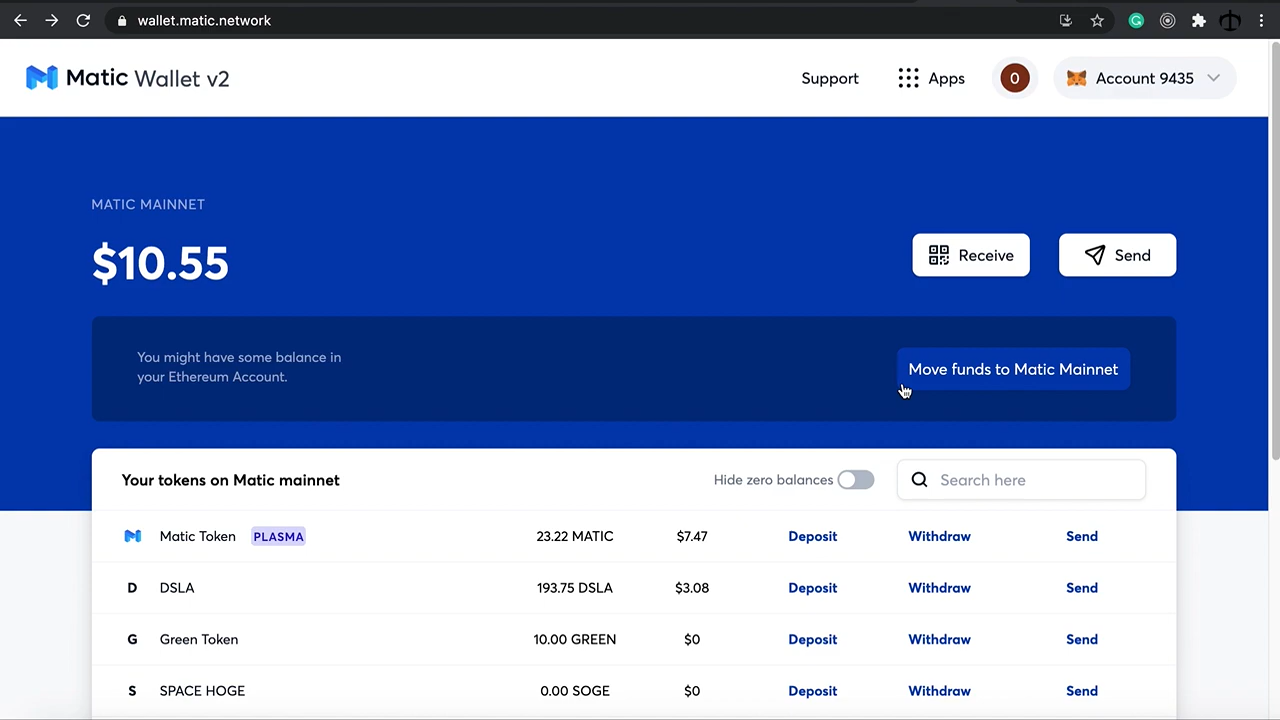 wallet.matic.network
Matic Wallet v2
Support
Apps
0
Account 9435
MATIC MAINNET
$10.55
Receive
Send
You might have some balance in
your Ethereum Account.
Move funds to Matic Mainnet
Your tokens on Matic mainnet
Hide zero balances
Search here
Matic Token PLASMA 23.22 MATIC $7.47 Deposit Withdraw Send
D DSLA 193.75 DSLA $3.08 Deposit Withdraw Send
G Green Token 10.00 GREEN $0 Deposit Withdraw Send
S SPACE HOGE 0.00 SOGE $0 Deposit Withdraw Send